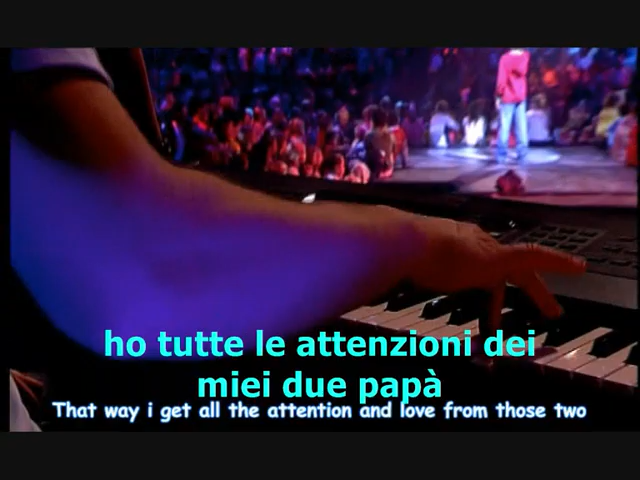 ho tutte le attenzioni dei
miei due papà
That way i get all the attention and love from those two